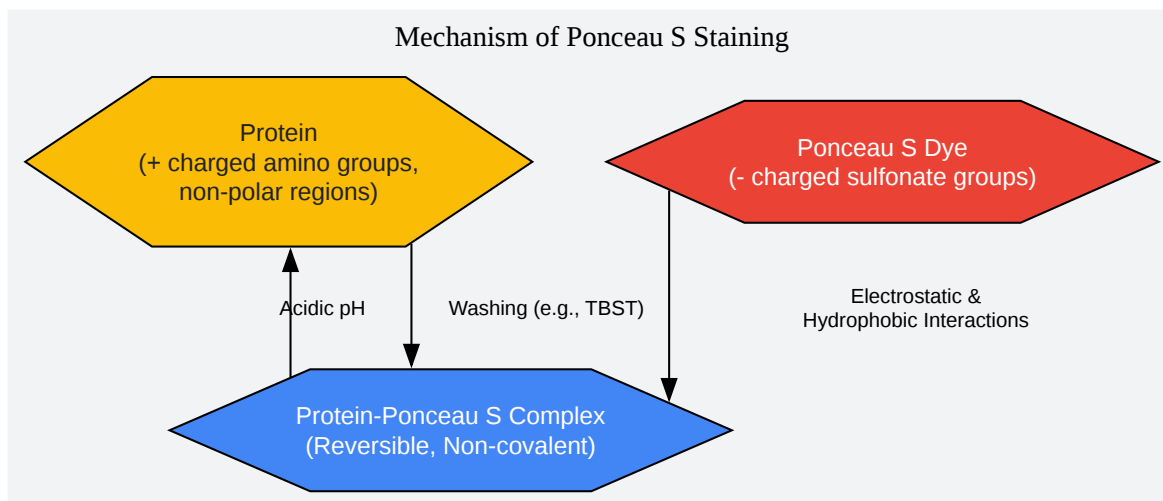 Mechanism of Ponceau S Staining
Protein
(+ charged amino groups,
non-polar regions)
Ponceau S Dye
(- charged sulfonate groups)
Acidic pH
Washing (e.g., TBST)
Electrostatic &
Hydrophobic Interactions
Protein-Ponceau S Complex
(Reversible, Non-covalent)